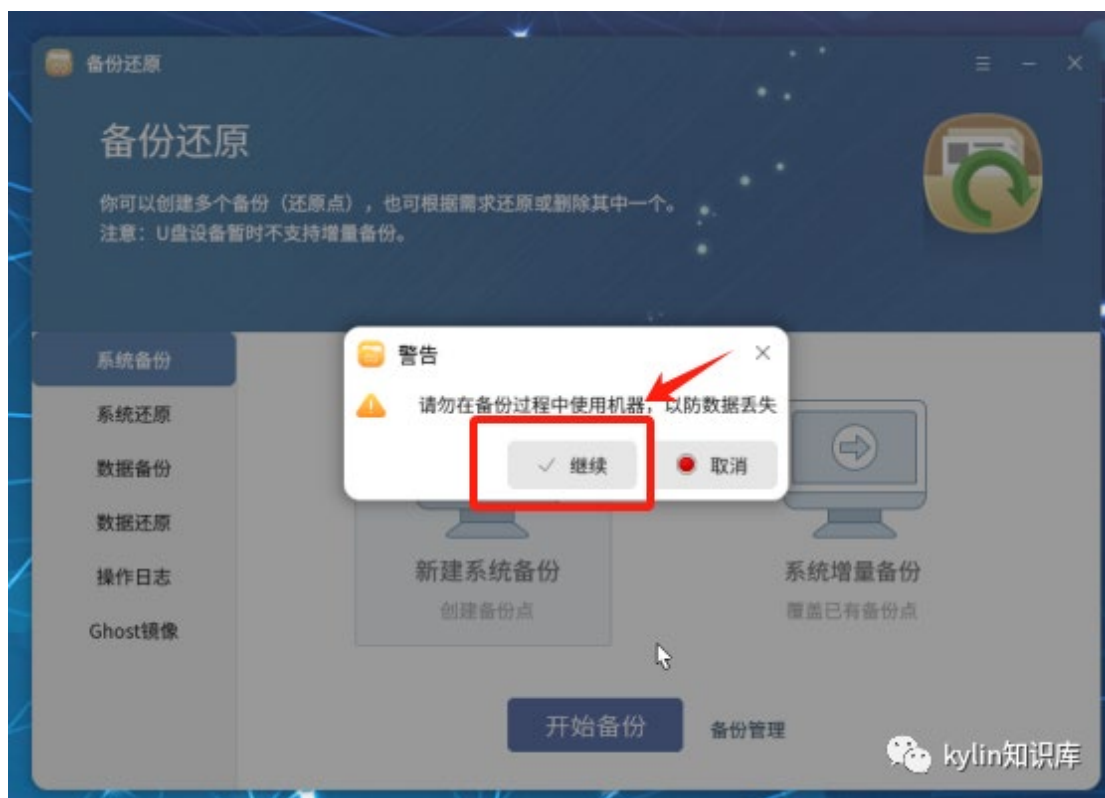 备份还原
备份还原
你可以创建多个备份（还原点），也可根据需求还原或删除其中一个。
注意：U盘设备暂时不支持增量备份。
系统备份
系统还原
数据备份
数据还原
操作日志
Ghost镜像
警告
请勿在备份过程中使用机器，以防数据丢失
继续
取消
新建系统备份
创建备份点
系统增量备份
覆盖已有备份点
开始备份
备份管理
kylin知识库